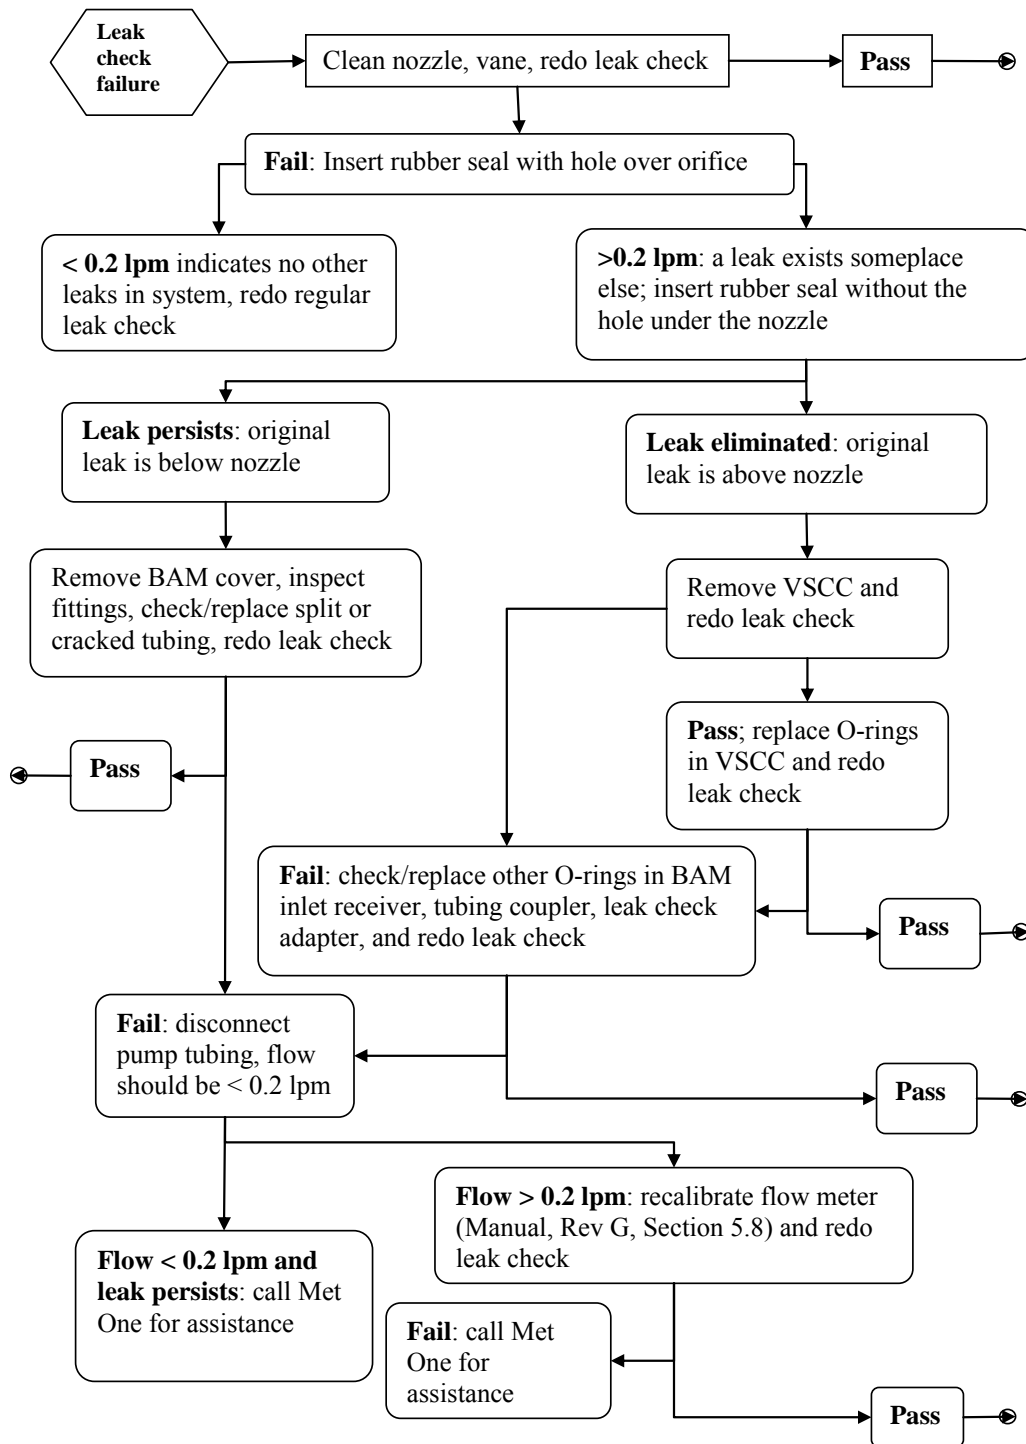 Leak
check
failure
Clean nozzle, vane, redo leak check
Pass
Fail: Insert rubber seal with hole over orifice
< 0.2 lpm indicates no other
leaks in system, redo regular
leak check
>0.2 lpm: a leak exists someplace
else; insert rubber seal without the
hole under the nozzle
Leak persists: original
leak is below nozzle
Leak eliminated: original
leak is above nozzle
Remove BAM cover, inspect
fittings, check/replace split or
cracked tubing, redo leak check
Remove VSCC and
redo leak check
Pass; replace O-rings
in VSCC and redo
leak check
Pass
Fail: check/replace other O-rings in BAM
inlet receiver, tubing coupler, leak check
adapter, and redo leak check
Pass
Fail: disconnect
pump tubing, flow
should be < 0.2 lpm
Pass
Flow > 0.2 lpm: recalibrate flow meter
(Manual, Rev G, Section 5.8) and redo
leak check
Flow < 0.2 lpm and
leak persists: call Met
One for assistance
Fail: call Met
One for
assistance
Pass